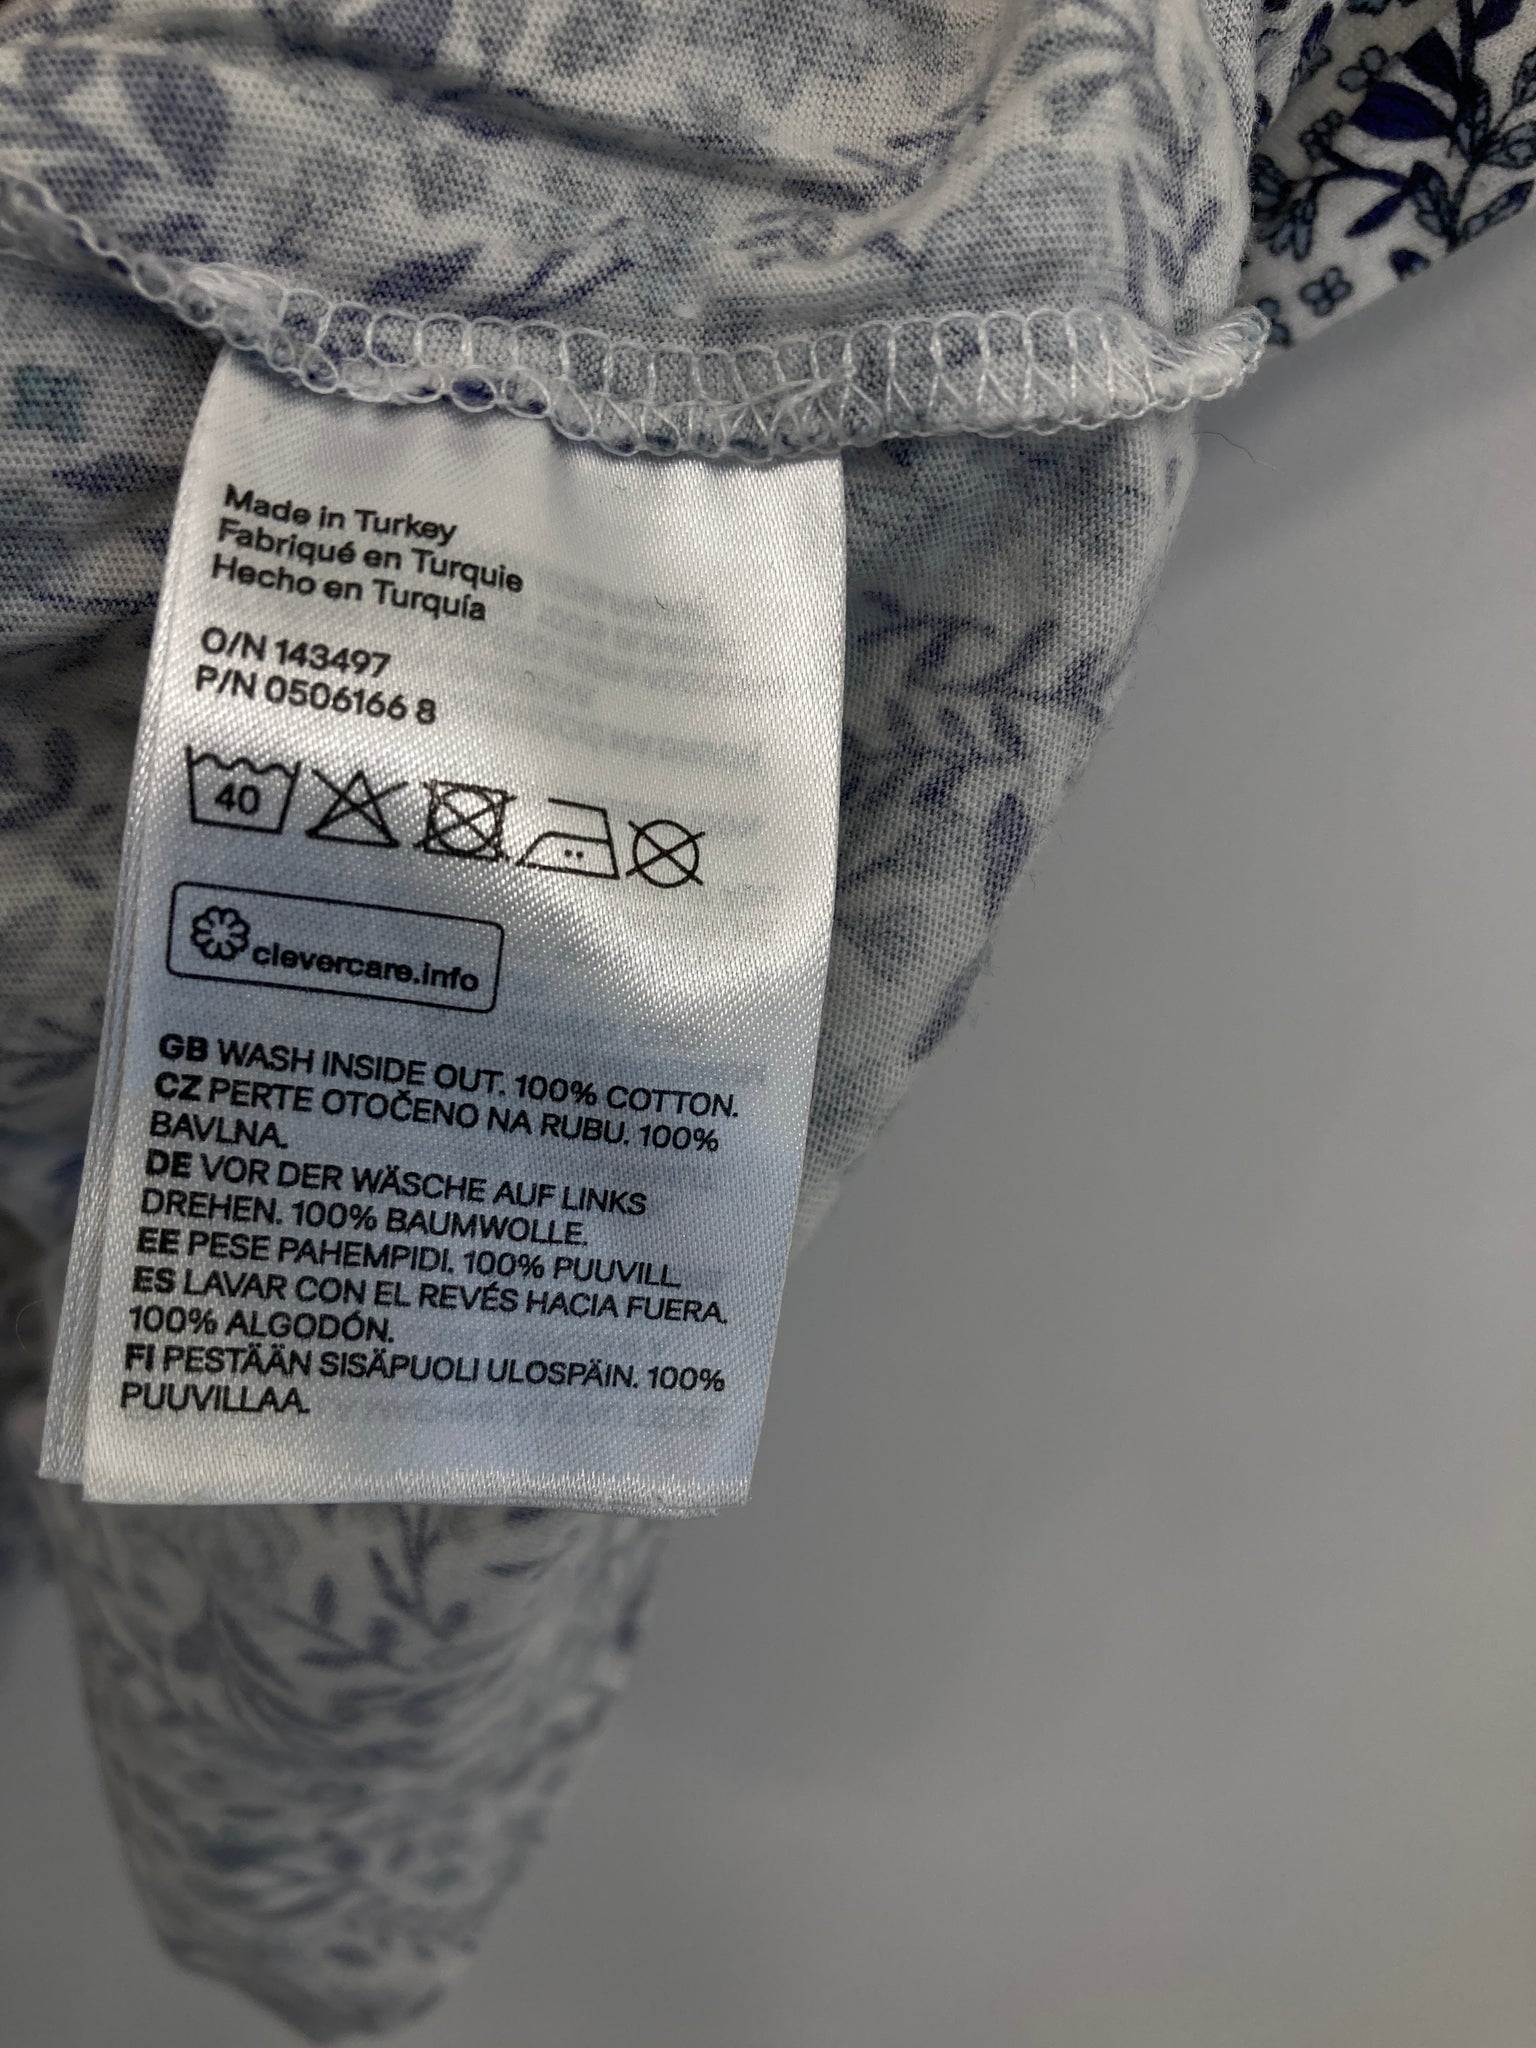 Made in Turkey
Fabriqué en Turquie
Hecho en Turquía
O/N 143497
P/N 0506166 8
40
clevercare.info
GB WASH INSIDE OUT. 100% COTTON.
CZ PERTE OTOČENO NA RUBU. 100%
BAVLNA.
DE VOR DER WÄSCHE AUF LINKS
DREHEN. 100% BAUMWOLLE.
EE PESE PAHEMPIDI. 100% PUUVILL.
ES LAVAR CON EL REVÉS HACIA FUERA.
100% ALGODÓN.
FI PESTÄÄN SISÄPUOLI ULOSPÄIN. 100%
PUUVILLAA.